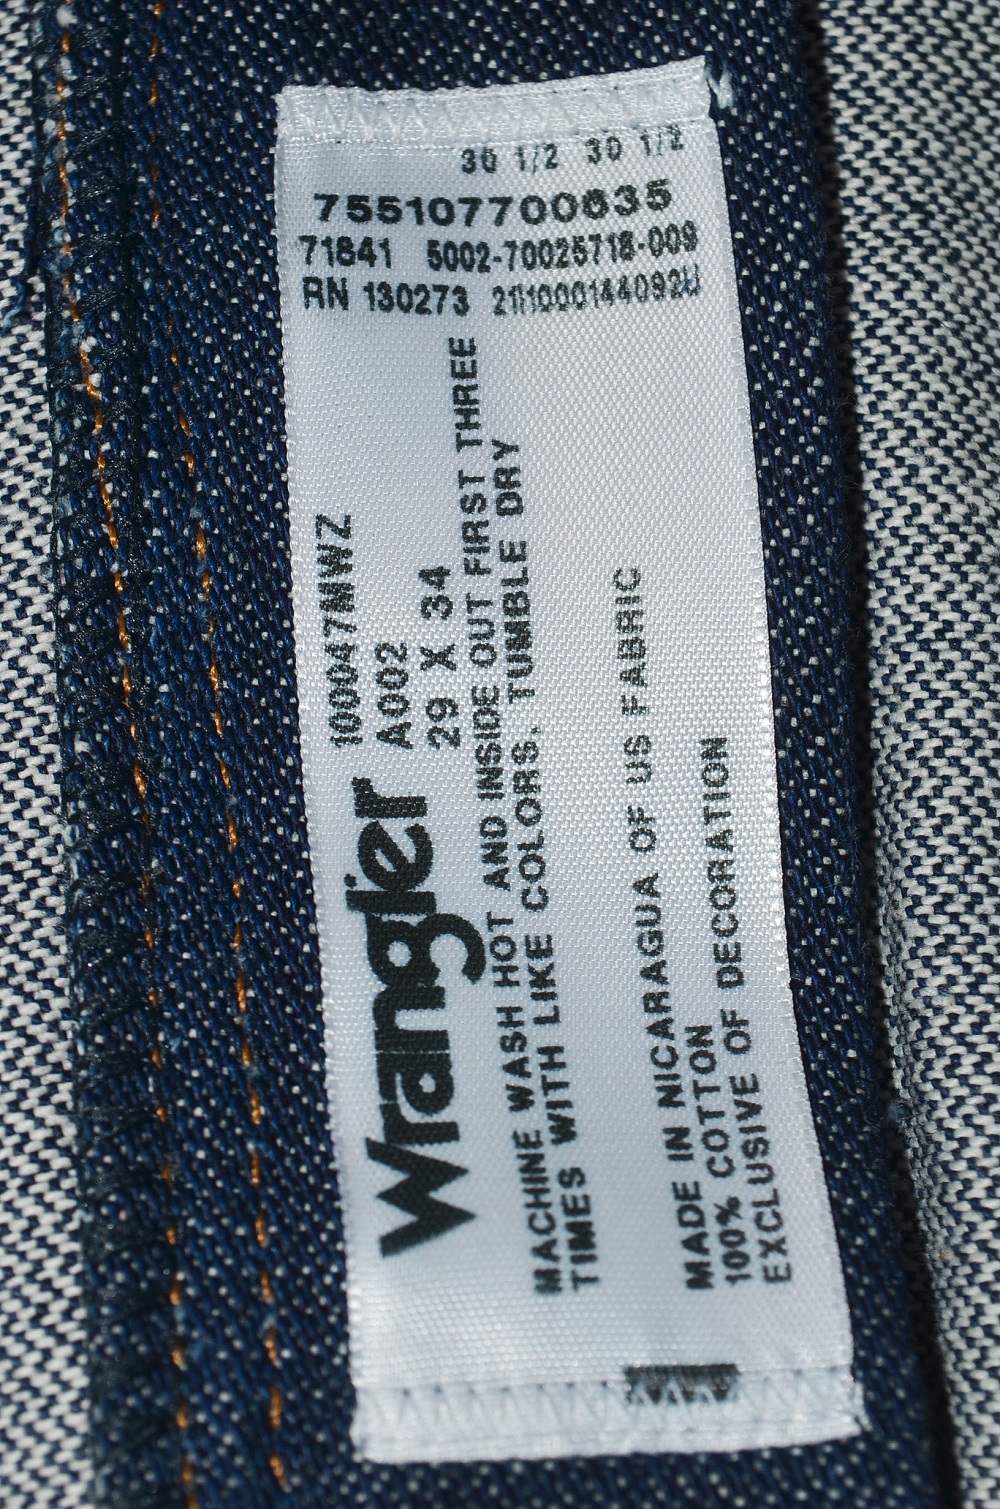 30 1/2 30 1/2
755107700635
71841 5002-70025718-009
RN 130273 21I1000144092U
Wrangler
10047MWZ
A002
29 X 34
MACHINE WASH HOT AND INSIDE OUT FIRST THREE
TIMES WITH LIKE COLORS. TUMBLE DRY
MADE IN NICARAGUA OF US FABRIC
100% COTTON
EXCLUSIVE OF DECORATION